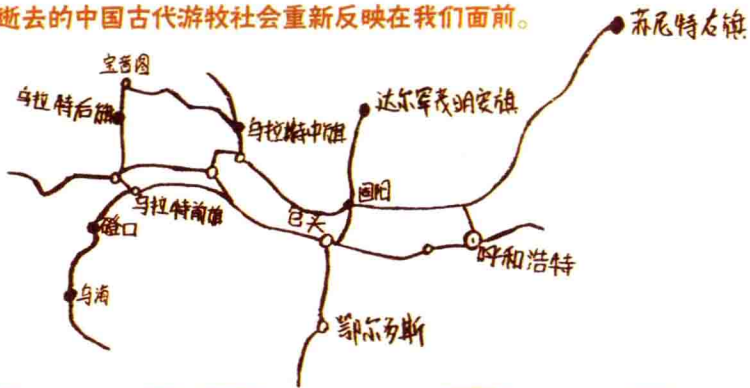 逝去的中国古代游牧社会重新反映在我们面前。
苏尼特右旗
宝音图
乌拉特后旗
达尔罕茂明安旗
乌拉特中旗
固阳
乌拉特前旗
包头
磴口
呼和浩特
乌海
鄂尔多斯